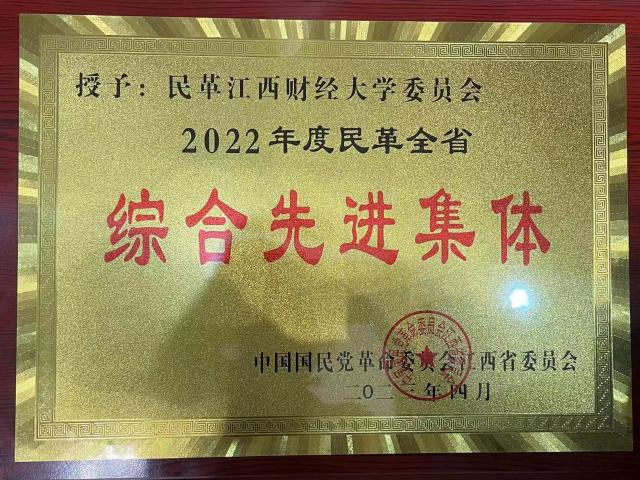 授予：民革江西财经大学委员会
2022年度民革全省
综合先进集体
中国国民党革命委员会江西省委员会
二〇二三年四月